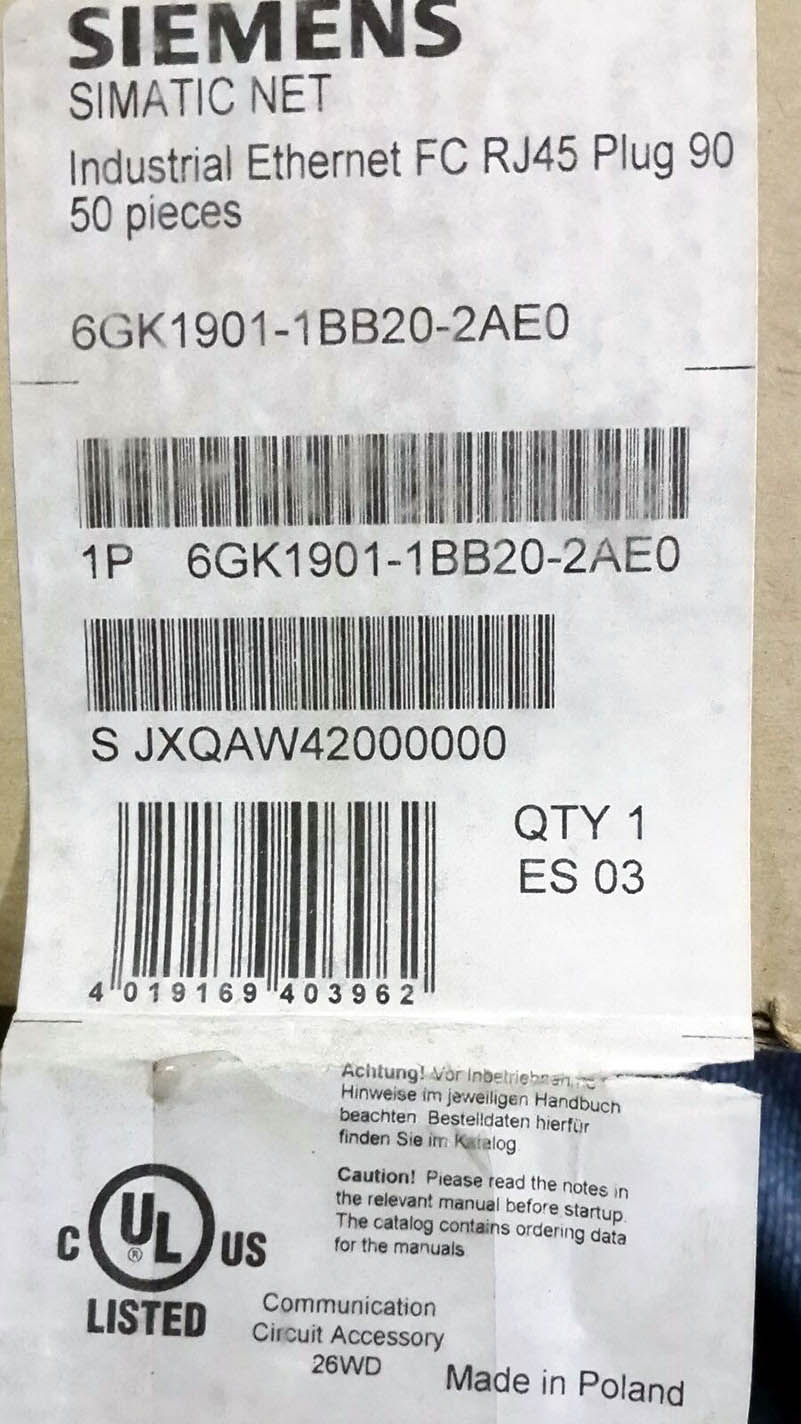 SIEMENS
SIMATIC NET
Industrial Ethernet FC RJ45 Plug 90
50 pieces
6GK1901-1BB20-2AE0
1P 6GK1901-1BB20-2AE0
S JXQAW42000000
QTY 1
ES 03
4 019169 403962
Achtung! Vor
Hinweise im jeweiligen Handbuch
beachten Bestelldaten hierfür
finden Sie im Katalog
Caution! Please read the notes in
the relevant manual before startup.
The catalog contains ordering data
for the manuals
C UL ® US
LISTED
Communication
Circuit Accessory
26WD
Made in Poland